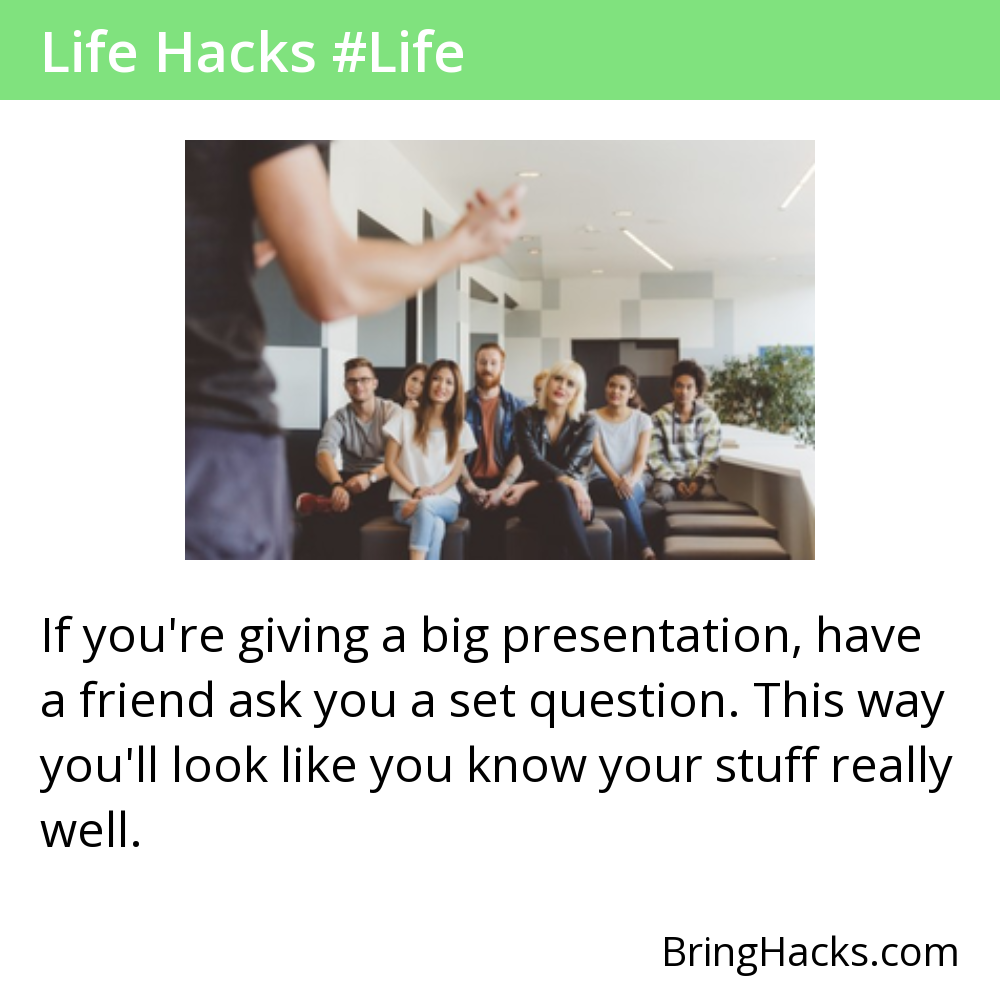 Life Hacks #Life
If you're giving a big presentation, have
a friend ask you a set question. This way
you'll look like you know your stuff really
well.
BringHacks.com